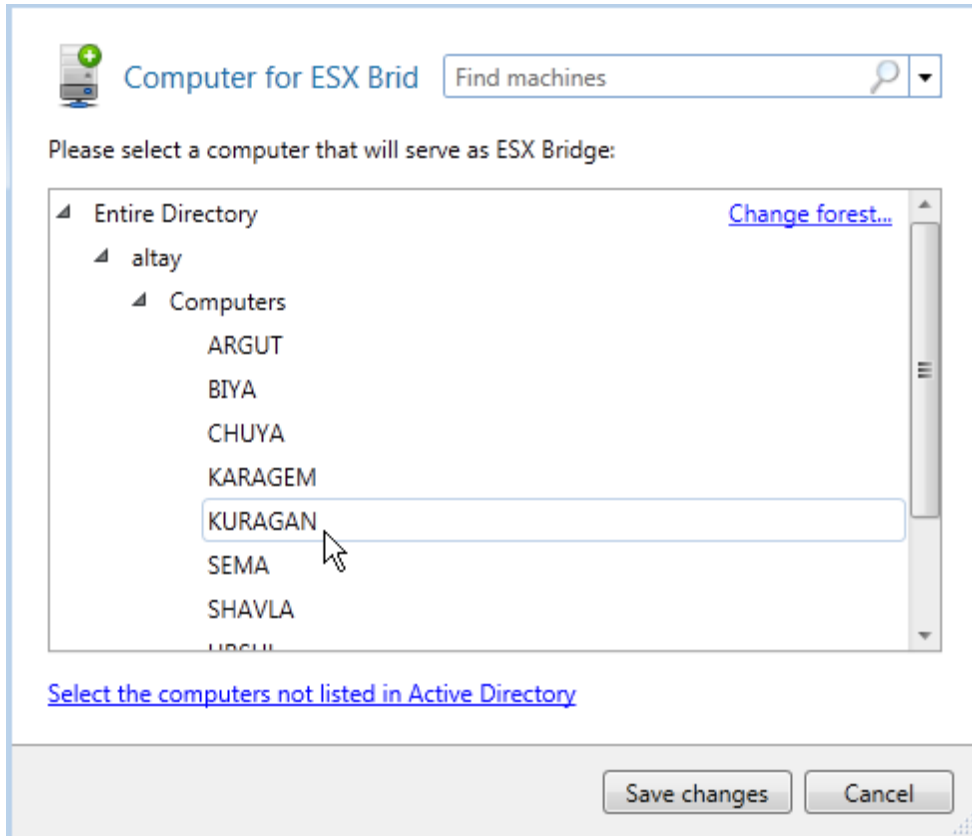 Computer for ESX Brid
Find machines
Please select a computer that will serve as ESX Bridge:
Entire Directory
Change forest...
altay
Computers
ARGUT
BIYA
CHUYA
KARAGEM
KURAGAN
SEMA
SHAVLA
Select the computers not listed in Active Directory
Save changes
Cancel